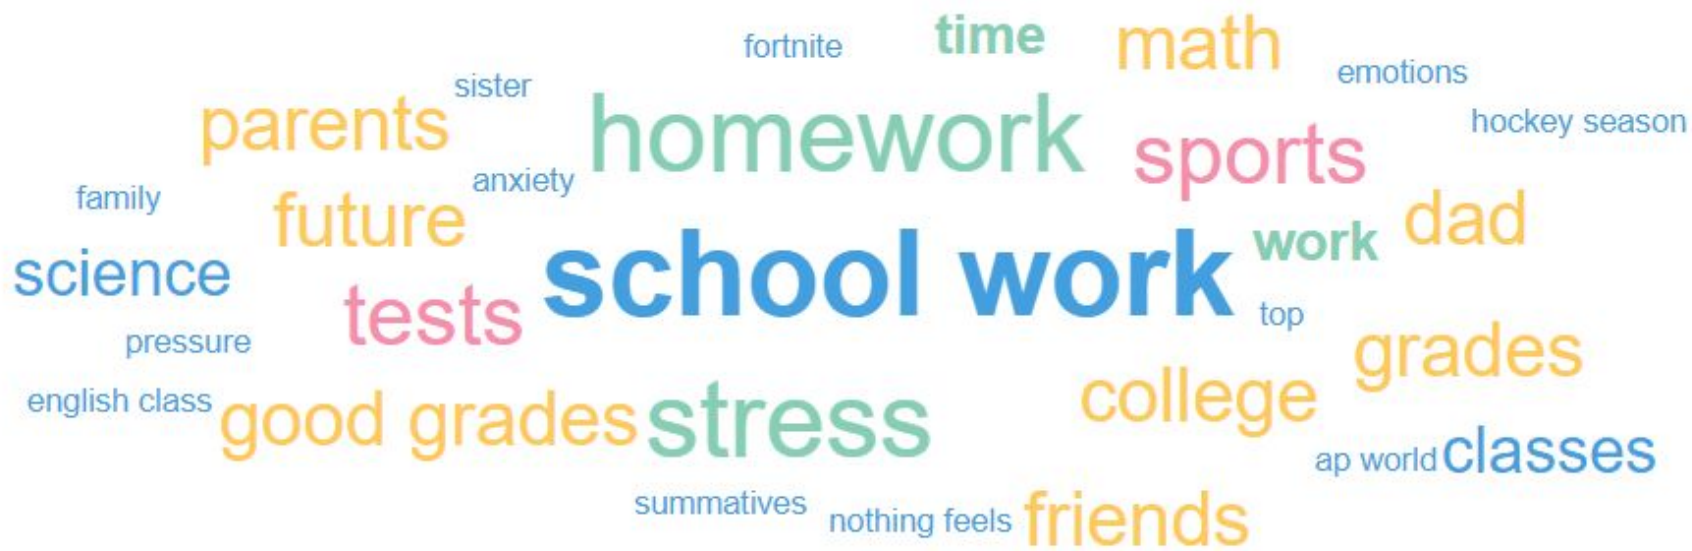 fortnite
time
math
emotions
sister
parents
homework
hockey season
sports
anxiety
family
future
dad
work
science
school work
tests
top
pressure
grades
english class
good grades
stress
college
ap world
classes
summatives
nothing feels
friends